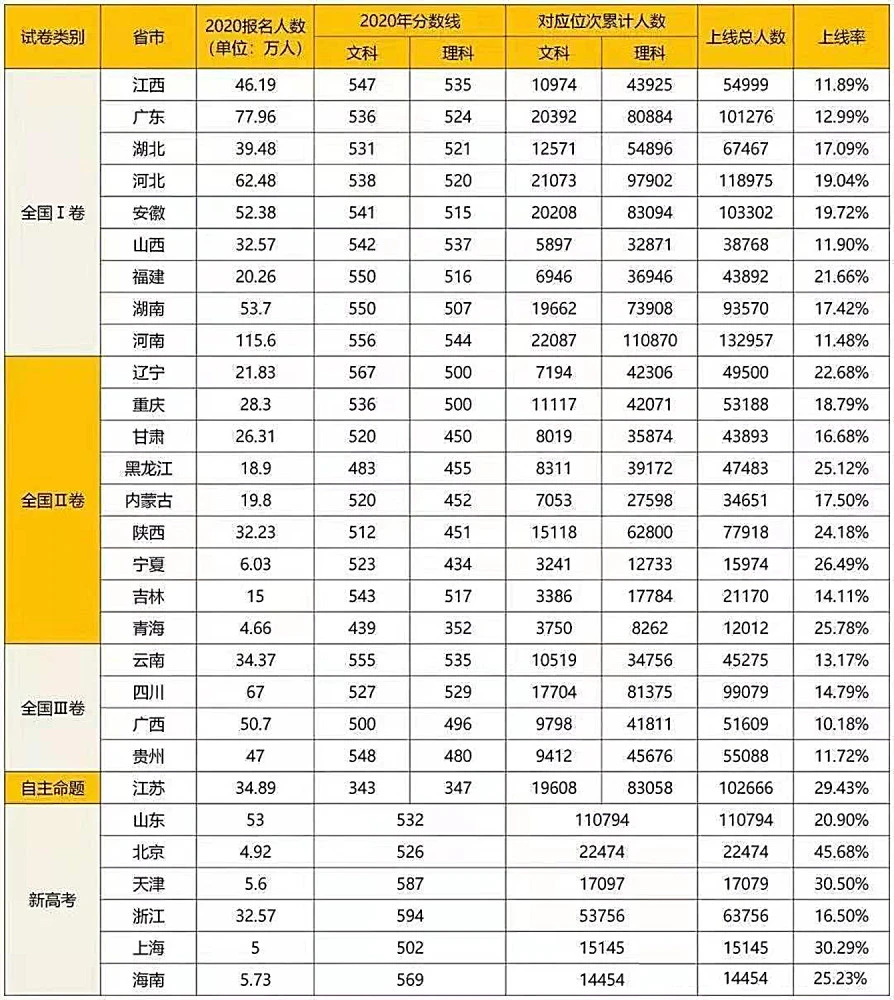 试卷类别 省市 2020报名人数（单位：万人） 2020年分数线 对应位次累计人数 上线总人数 上线率
文科 理科 文科 理科
全国Ⅰ卷
江西 46.19 547 535 10974 43925 54999 11.89%
广东 77.96 536 524 20392 80884 101276 12.99%
湖北 39.48 531 521 12571 54896 67467 17.09%
河北 62.48 538 520 21073 97902 118975 19.04%
安徽 52.38 541 515 20208 83094 103302 19.72%
山西 32.57 542 537 5897 32871 38768 11.90%
福建 20.26 550 516 6946 36946 43892 21.66%
湖南 53.7 550 507 19662 73908 93570 17.42%
河南 115.6 556 544 22087 110870 132957 11.48%
全国Ⅱ卷
辽宁 21.83 567 500 7194 42306 49500 22.68%
重庆 28.3 536 500 11117 42071 53188 18.79%
甘肃 26.31 520 450 8019 35874 43893 16.68%
黑龙江 18.9 483 455 8311 39172 47483 25.12%
内蒙古 19.8 520 452 7053 27598 34651 17.50%
陕西 32.23 512 451 15118 62800 77918 24.18%
宁夏 6.03 523 434 3241 12733 15974 26.49%
吉林 15 543 517 3386 17784 21170 14.11%
青海 4.66 439 352 3750 8262 12012 25.78%
全国Ⅲ卷
云南 34.37 555 535 10519 34756 45275 13.17%
四川 67 527 529 17704 81375 99079 14.79%
广西 50.7 500 496 9798 41811 51609 10.18%
贵州 47 548 480 9412 45676 55088 11.72%
自主命题 江苏 34.89 343 347 19608 83058 102666 29.43%
新高考
山东 53 532 110794 110794 20.90%
北京 4.92 526 22474 22474 45.68%
天津 5.6 587 17097 17079 30.50%
浙江 32.57 594 53756 63756 16.50%
上海 5 502 15145 15145 30.29%
海南 5.73 569 14454 14454 25.23%